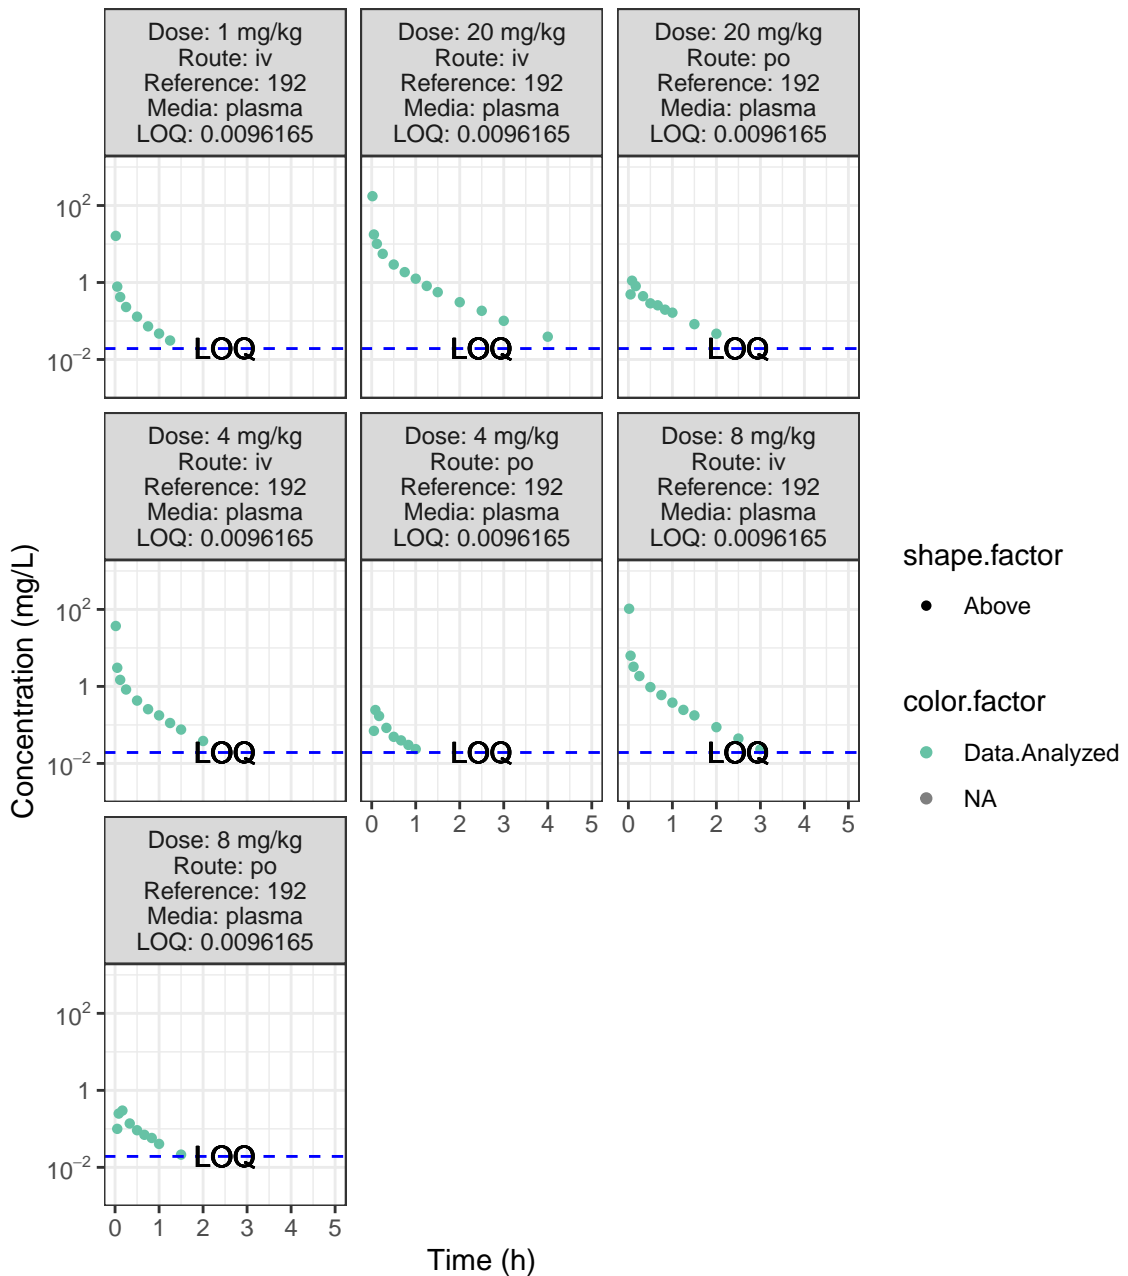 Dose: 1 mg/kg
Route: iv
Reference: 192
Media: plasma
LOQ: 0.0096165
Dose: 20 mg/kg
Route: iv
Reference: 192
Media: plasma
LOQ: 0.0096165
Dose: 20 mg/kg
Route: po
Reference: 192
Media: plasma
LOQ: 0.0096165
10²
1
10⁻²
LOQ
LOQ
LOQ
Dose: 4 mg/kg
Route: iv
Reference: 192
Media: plasma
LOQ: 0.0096165
Dose: 4 mg/kg
Route: po
Reference: 192
Media: plasma
LOQ: 0.0096165
Dose: 8 mg/kg
Route: iv
Reference: 192
Media: plasma
LOQ: 0.0096165
10²
1
10⁻²
LOQ
LOQ
LOQ
0 1 2 3 4 5
0 1 2 3 4 5
Dose: 8 mg/kg
Route: po
Reference: 192
Media: plasma
LOQ: 0.0096165
10²
1
10⁻²
LOQ
0 1 2 3 4 5
Time (h)
Concentration (mg/L)
shape.factor
Above
color.factor
Data.Analyzed
NA